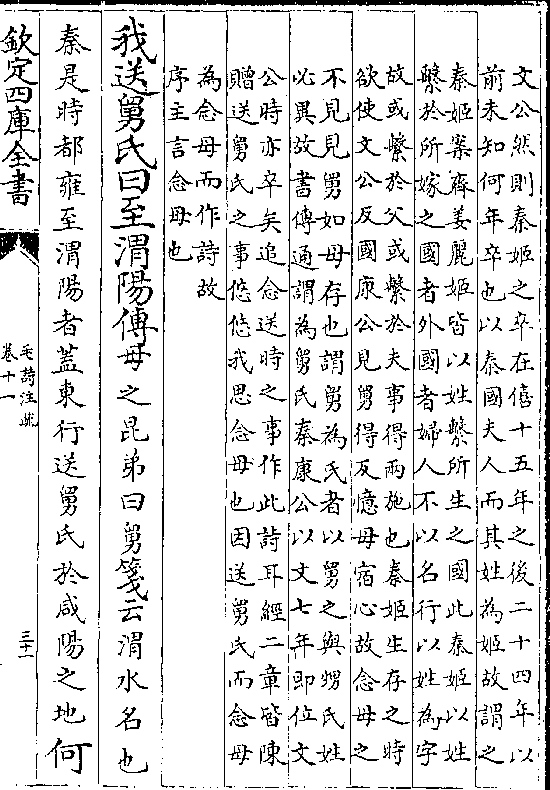 文公然則秦姬之卒在僖十五年之後二十四年以
前未知何年卒也以秦國夫人而其姓為姬故謂之
秦姬案齊姜麗姬皆以姓繫所生之國此秦姬以姓
繫於所嫁之國者外國者婦人不以名行以姓為字
故或繫於父或繫於夫事得兩施也秦姬生存之時
欲使文公反國康公見舅得反憶母宿心故念母之
不見見舅如母存也謂舅為氏者以舅之與甥氏姓
必異故書傳通謂為舅氏秦康公以文七年即位文
公時亦卒矣追念送時之事作此詩耳經二章皆陳
贈送舅氏之事悠悠我思念母也因送舅氏而念母
為念母而作詩故
序主言念母也
我送舅氏曰至渭陽傳母之昆弟曰舅箋云渭水名也
秦是時都雍至渭陽者蓋東行送舅氏於咸陽之地何
欽定四庫全書
毛詩注疏
卷十一
三十一